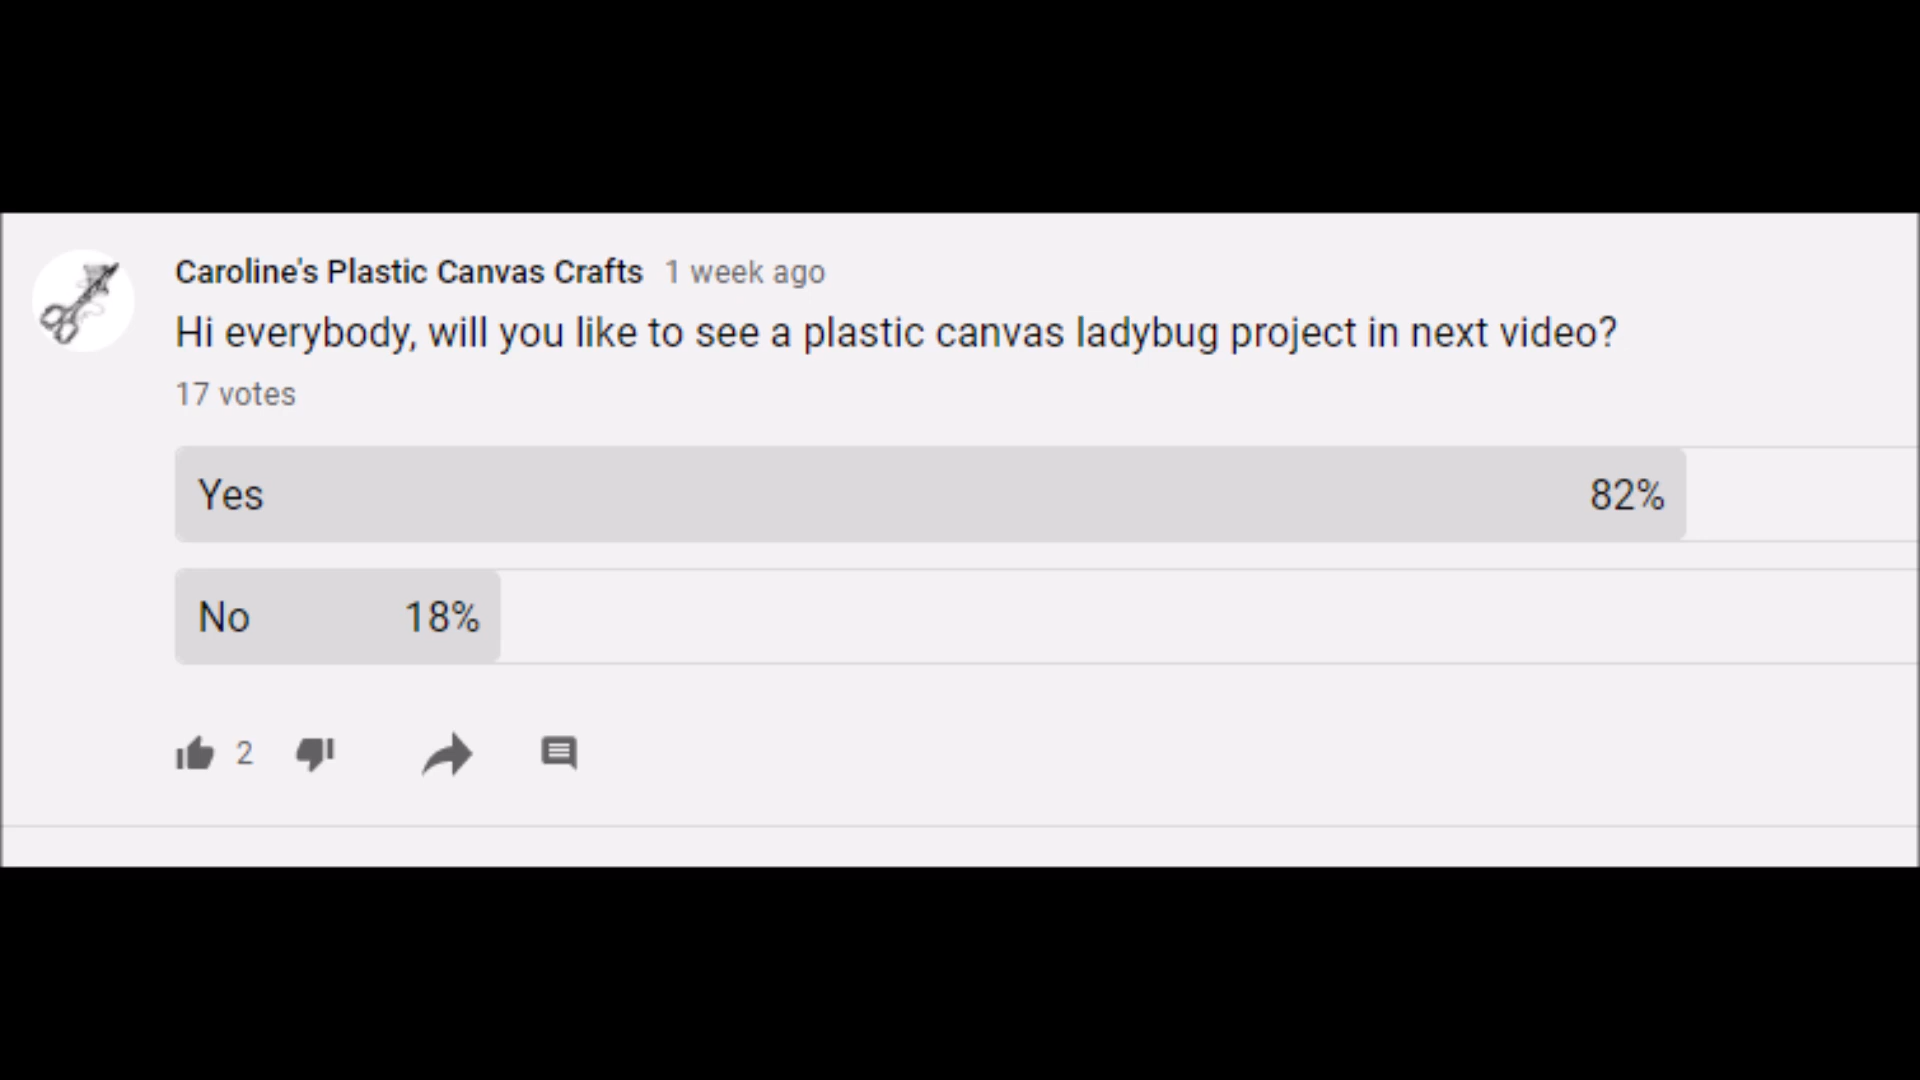 Caroline's Plastic Canvas Crafts 1 week ago
Hi everybody, will you like to see a plastic canvas ladybug project in next video?
17 votes
Yes 82%
No 18%
2